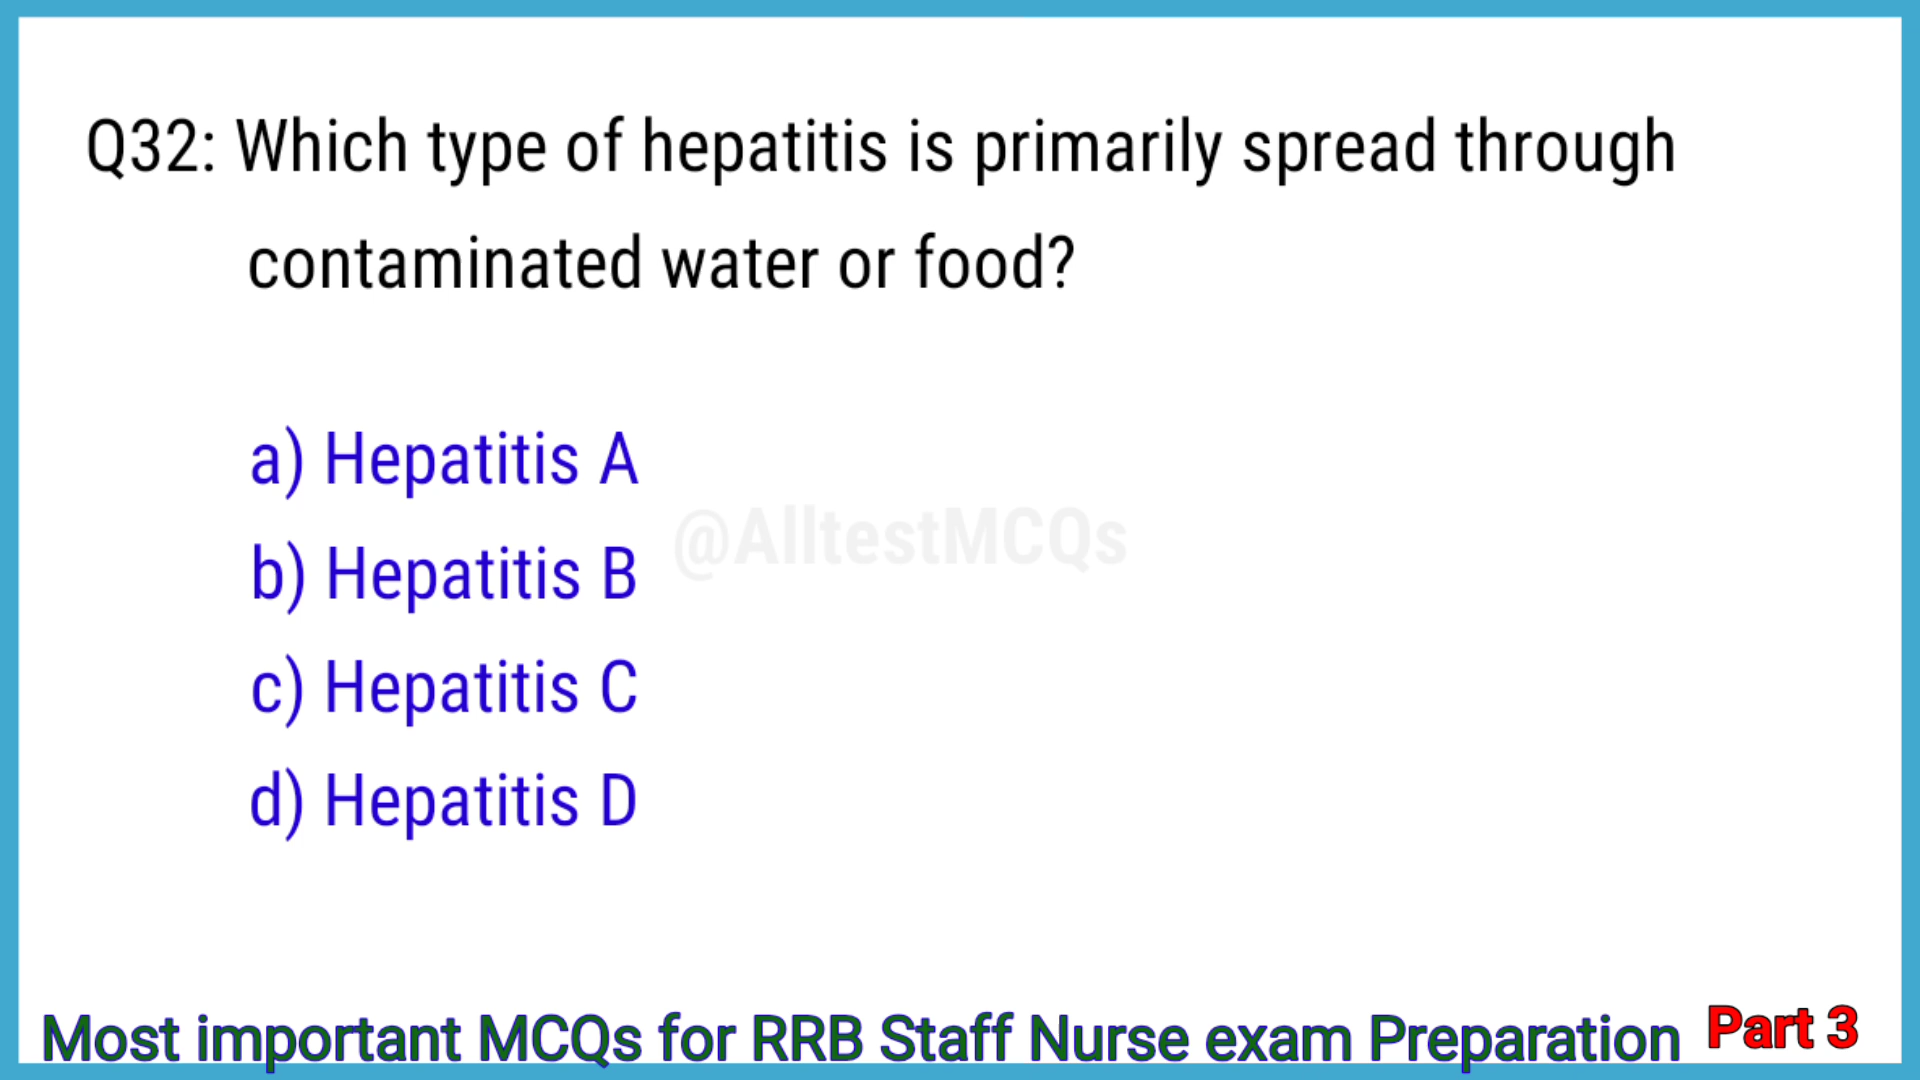 Q32: Which type of hepatitis is primarily spread through
contaminated water or food?
a) Hepatitis A
@AlltestMCQs
b) Hepatitis B
c) Hepatitis C
d) Hepatitis D
Most important MCQs for RRB Staff Nurse exam Preparation Part 3